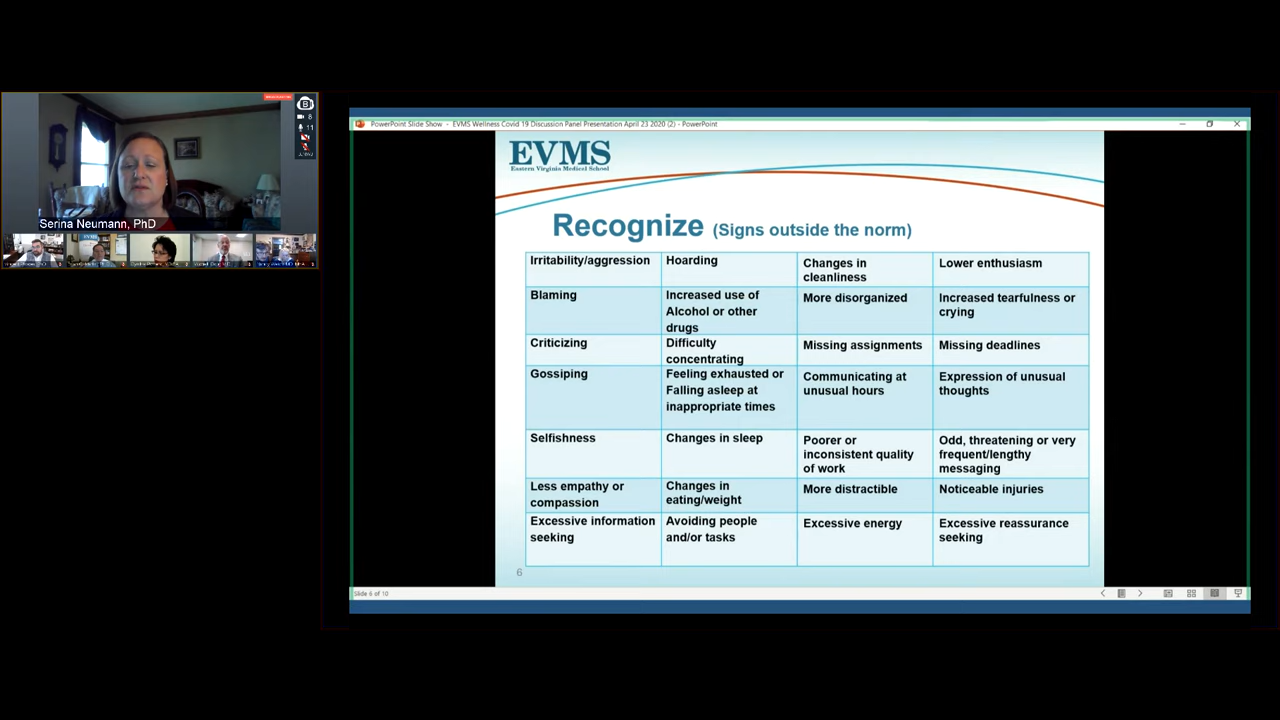 PowerPoint Slide Show - EVMS Wellness Covid 19 Discussion Panel Presentation April 23 2020 (2) - PowerPoint
B
8
11
Serina Neumann, PhD
EVMS
Eastern Virginia Medical School
Recognize (Signs outside the norm)
Irritability/aggression
Hoarding
Changes in
cleanliness
Lower enthusiasm
Blaming
Increased use of
Alcohol or other
drugs
More disorganized
Increased tearfulness or
crying
Criticizing
Difficulty
concentrating
Missing assignments
Missing deadlines
Gossiping
Feeling exhausted or
Falling asleep at
inappropriate times
Communicating at
unusual hours
Expression of unusual
thoughts
Selfishness
Changes in sleep
Poorer or
inconsistent quality
of work
Odd, threatening or very
frequent/lengthy
messaging
Less empathy or
compassion
Changes in
eating/weight
More distractible
Noticeable injuries
Excessive information
seeking
Avoiding people
and/or tasks
Excessive energy
Excessive reassurance
seeking
6
Slide 6 of 10